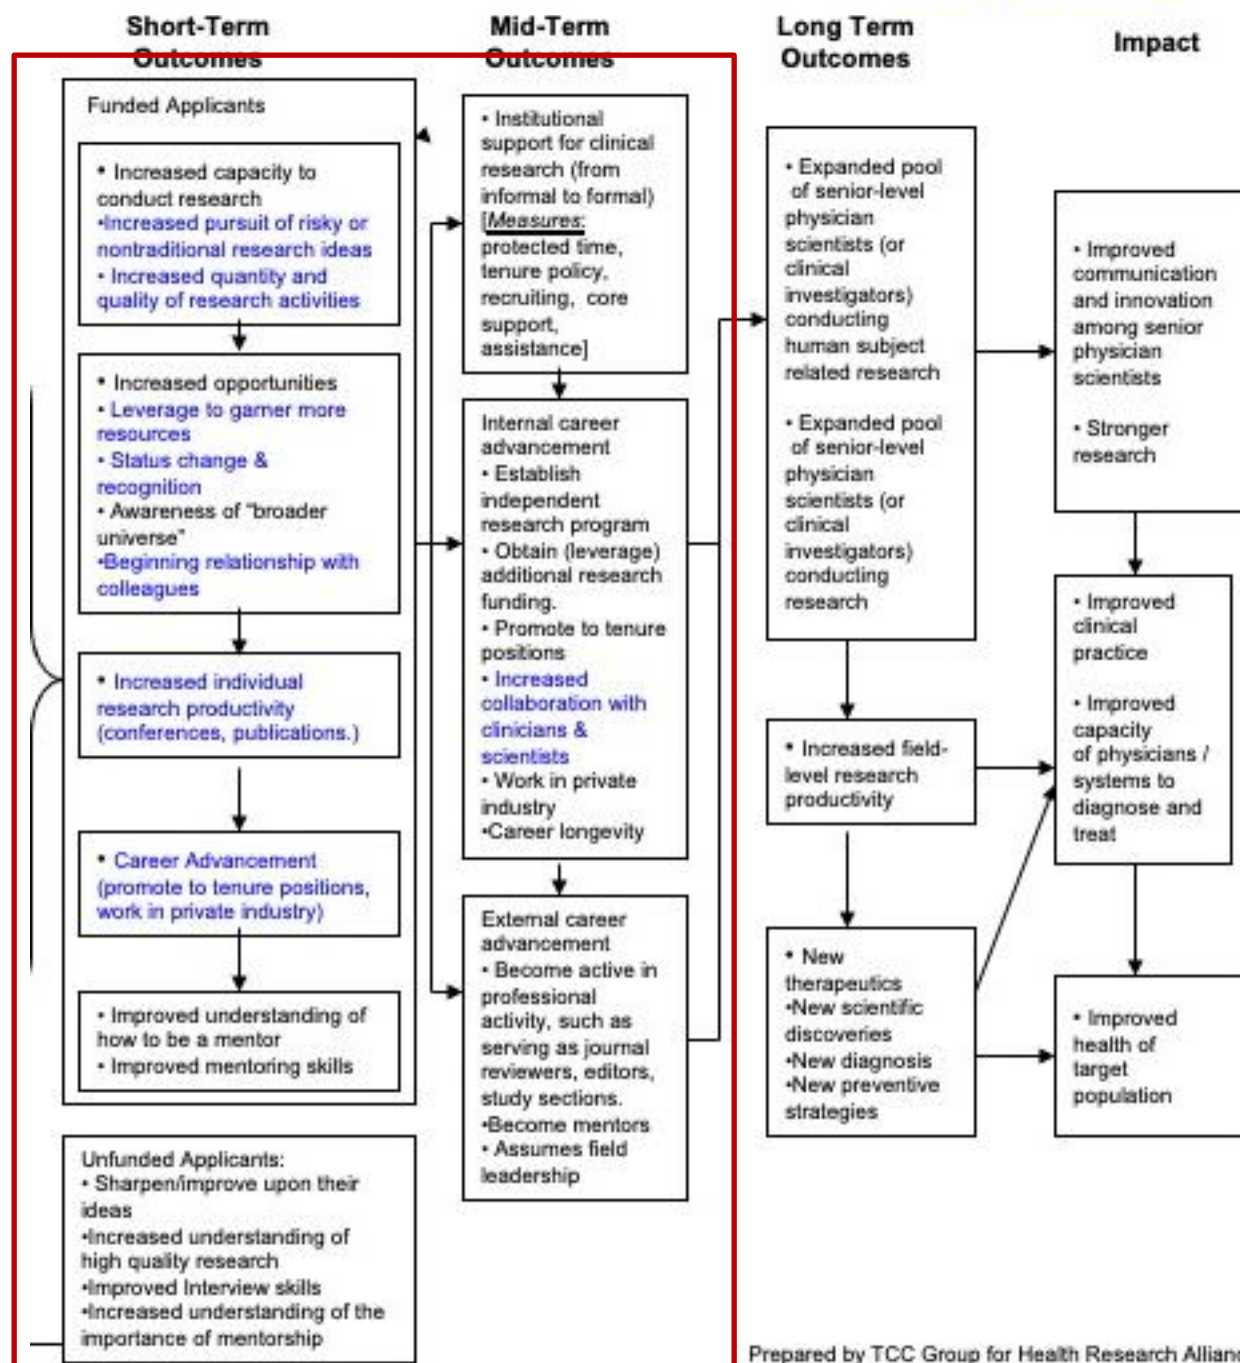 Short-Term
Outcomes
Funded Applicants
• Increased capacity to
conduct research
•Increased pursuit of risky or
nontraditional research ideas
• Increased quantity and
quality of research activities
• Increased opportunities
• Leverage to garner more
resources
• Status change &
recognition
• Awareness of "broader
universe"
•Beginning relationship with
colleagues
• Increased individual
research productivity
(conferences, publications.)
• Career Advancement
(promote to tenure positions,
work in private industry)
• Improved understanding of
how to be a mentor
• Improved mentoring skills
Unfunded Applicants:
• Sharpen/improve upon their
ideas
•Increased understanding of
high quality research
•Improved Interview skills
•Increased understanding of the
importance of mentorship
Mid-Term
Outcomes
• Institutional
support for clinical
research (from
informal to formal)
[Measures:
protected time,
tenure policy,
recruiting, core
support,
assistance]
Internal career
advancement
• Establish
independent
research program
• Obtain (leverage)
additional research
funding.
• Promote to tenure
positions
• Increased
collaboration with
clinicians &
scientists
• Work in private
industry
•Career longevity
External career
advancement
• Become active in
professional
activity, such as
serving as journal
reviewers, editors,
study sections.
•Become mentors
• Assumes field
leadership
Long Term
Outcomes
• Expanded pool
of senior-level
physician
scientists (or
clinical
investigators)
conducting
human subject
related research
• Expanded pool
of senior-level
physician
scientists (or
clinical
investigators)
conducting
research
• Increased field-
level research
productivity
• New
therapeutics
•New scientific
discoveries
•New diagnosis
•New preventive
strategies
Impact
• Improved
communication
and innovation
among senior
physician
scientists
• Stronger
research
• Improved
clinical
practice
• Improved
capacity
of physicians /
systems to
diagnose and
treat
• Improved
health of
target
population
Prepared by TCC Group for Health Research Allianc